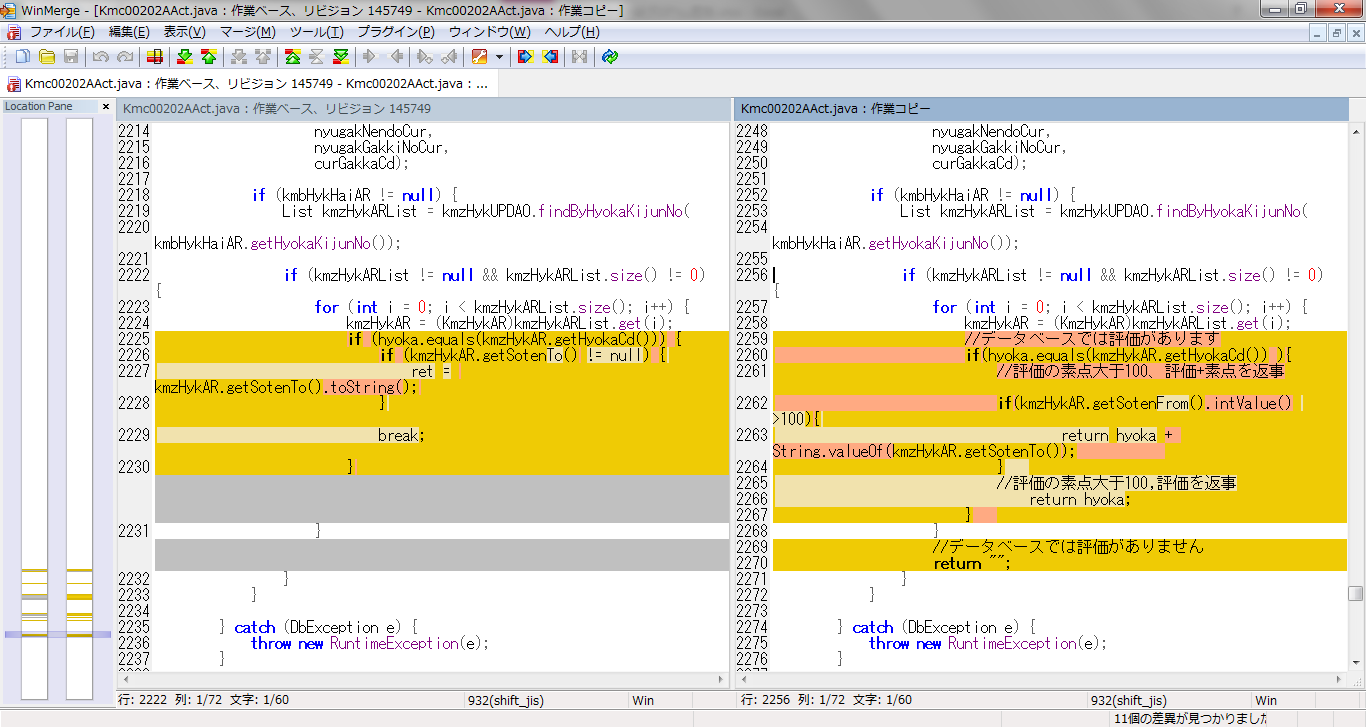 WinMerge - [Kmc00202AAct.java : 作業ベース、リビジョン 145749 - Kmc00202AAct.java : 作業コピー]
ファイル(F) 編集(E) 表示(V) マージ(M) ツール(T) プラグイン(P) ウィンドウ(W) ヘルプ(H)
Kmc00202AAct.java : 作業ベース、リビジョン 145749 - Kmc00202AAct.java : ...
Location Pane
Kmc00202AAct.java : 作業ベース、リビジョン 145749
2214 nyugakNendoCur,
2215 nyugakGakkiNoCur,
2216 curGakkaCd);
2217
2218 if (kmbHykHaiAR != null) {
2219 List kmzHykARList = kmzHykUPDAO.findByHyokaKijunNo(
2220
kmbHykHaiAR.getHyokaKijunNo());
2221
2222 if (kmzHykARList != null && kmzHykARList.size() != 0)
{
2223 for (int i = 0; i < kmzHykARList.size(); i++) {
2224 kmzHykAR = (KmzHykAR)kmzHykARList.get(i);
2225 if (hyoka.equals(kmzHykAR.getHyokaCd())) {
2226 if (kmzHykAR.getSotenTo() != null) {
2227 ret =
kmzHykAR.getSotenTo().toString();
2228 }
2229 break;
2230 }
2231 }
2232 }
2233 }
2234
2235 } catch (DbException e) {
2236 throw new RuntimeException(e);
2237 }
行: 2222 列: 1/72 文字: 1/60 932(shift_jis) Win
Kmc00202AAct.java : 作業コピー
2248 nyugakNendoCur,
2249 nyugakGakkiNoCur,
2250 curGakkaCd);
2251
2252 if (kmbHykHaiAR != null) {
2253 List kmzHykARList = kmzHykUPDAO.findByHyokaKijunNo(
2254
kmbHykHaiAR.getHyokaKijunNo());
2255
2256 if (kmzHykARList != null && kmzHykARList.size() != 0)
{
2257 for (int i = 0; i < kmzHykARList.size(); i++) {
2258 kmzHykAR = (KmzHykAR)kmzHykARList.get(i);
2259 //データベースでは評価があります
2260 if(hyoka.equals(kmzHykAR.getHyokaCd()) ){
2261 //評価の素点大于100、評価+素点を返事
2262 if(kmzHykAR.getSotenFrom().intValue()
>100){
2263 return hyoka +
String.valueOf(kmzHykAR.getSotenTo());
2264 }
2265 //評価の素点大于100,評価を返事
2266 return hyoka;
2267 }
2268 }
2269 //データベースでは評価がありません
2270 return "";
2271 }
2272 }
2273
2274 } catch (DbException e) {
2275 throw new RuntimeException(e);
2276 }
行: 2256 列: 1/72 文字: 1/60 932(shift_jis) Win
11個の差異が見つかりました